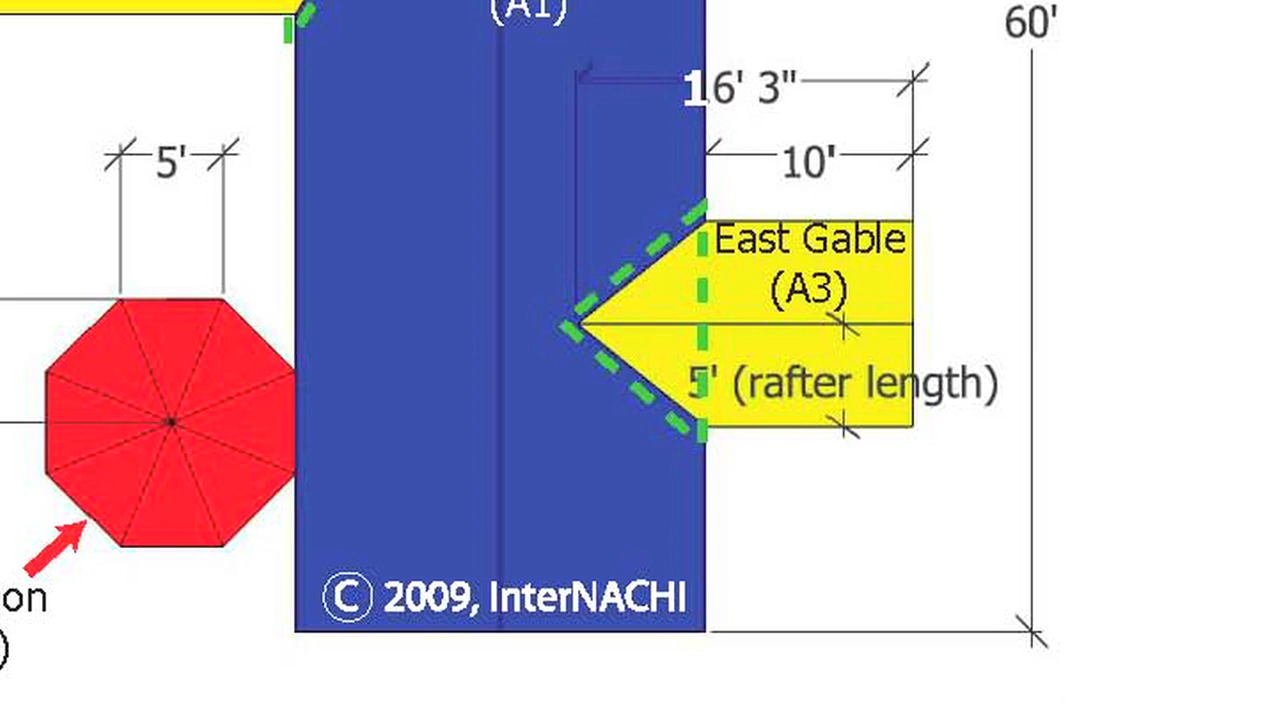 (A1)
60'
16' 3"
5'
10'
East Gable
(A3)
5' (rafter length)
on
)
© 2009, InterNACHI